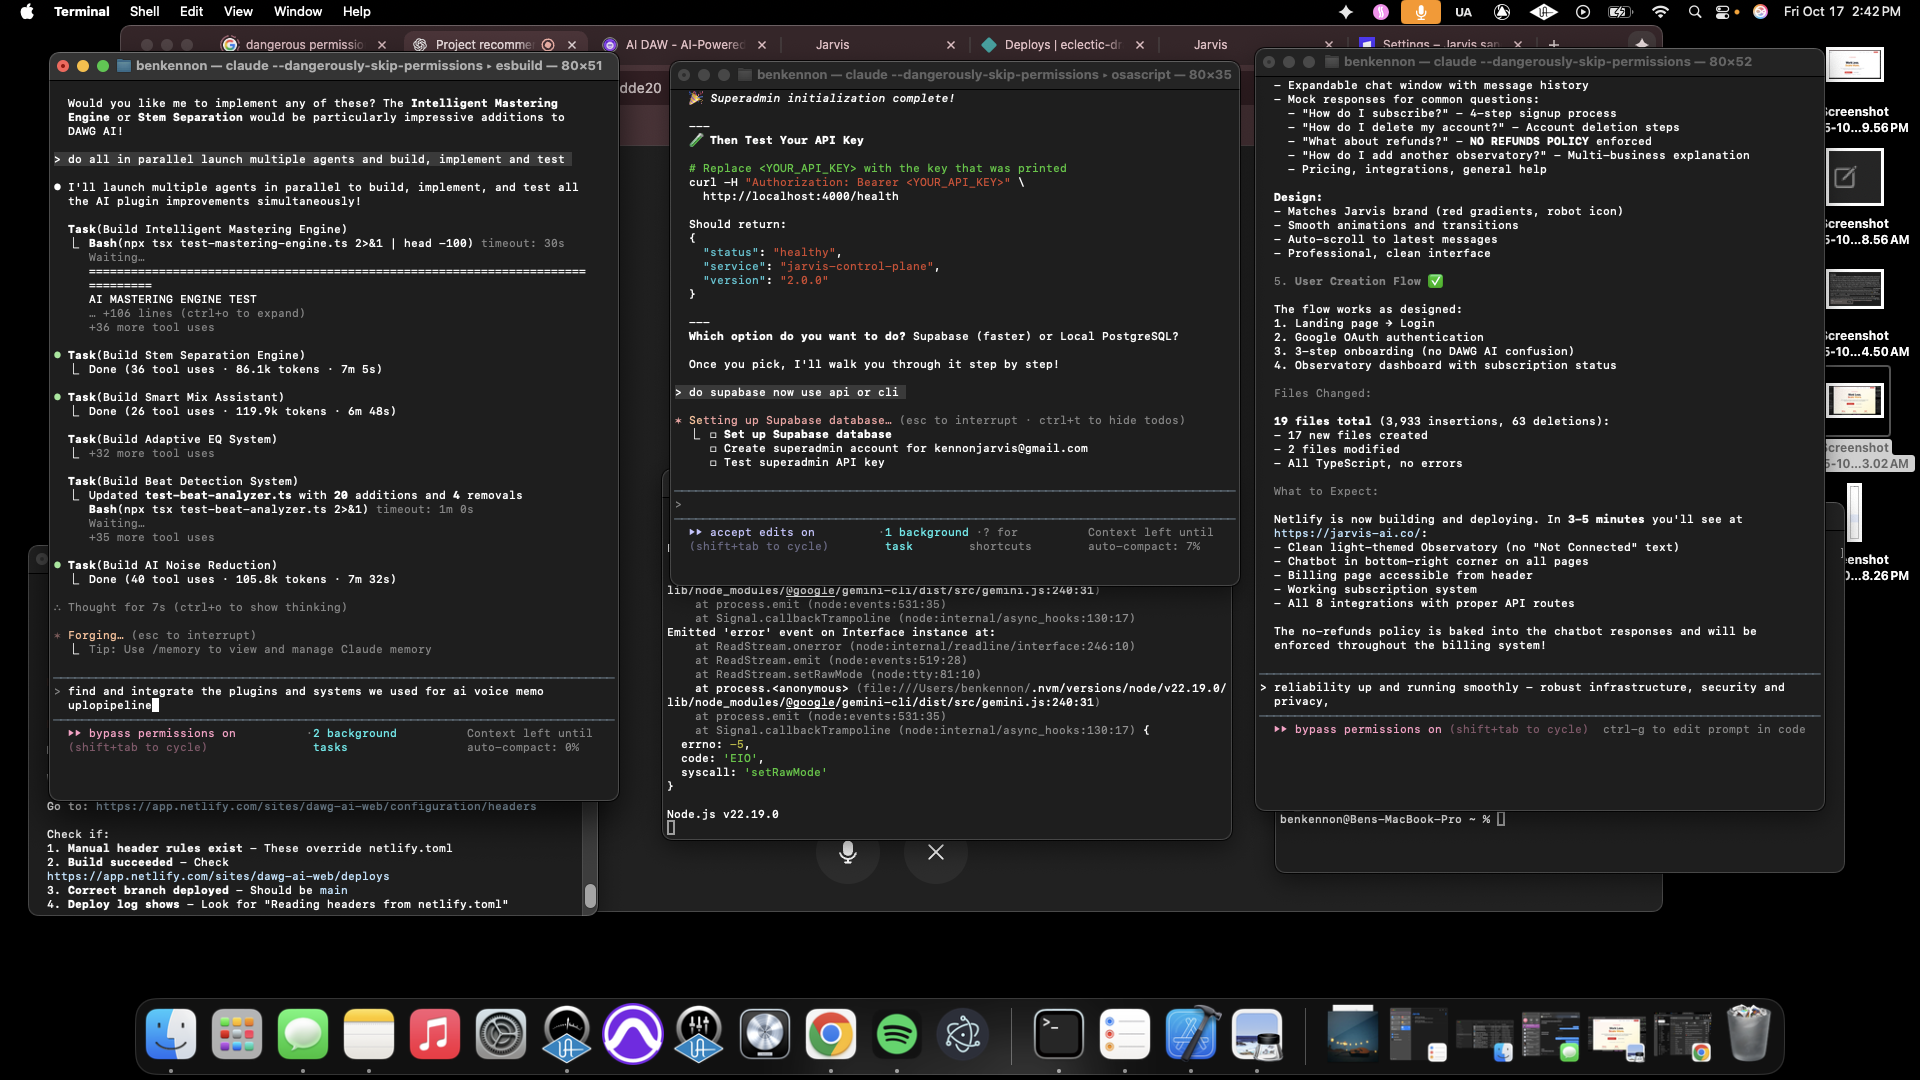 Terminal Shell Edit View Window Help
UA
Fri Oct 17 2:42 PM
dangerous permissio
Project recomme
AI DAW - AI-Powered
Jarvis
Deploys | eclectic-dr
Jarvis
Settings – Jarvis san
benkennon — claude --dangerously-skip-permissions ▸ esbuild — 80×51
Would you like me to implement any of these? The Intelligent Mastering
Engine or Stem Separation would be particularly impressive additions to
DAWG AI!
> do all in parallel launch multiple agents and build, implement and test
● I'll launch multiple agents in parallel to build, implement, and test all
the AI plugin improvements simultaneously!
Task(Build Intelligent Mastering Engine)
⎿ Bash(npx tsx test-mastering-engine.ts 2>&1 | head -100) timeout: 30s
Waiting…
=======================================================================
=========
AI MASTERING ENGINE TEST
… +106 lines (ctrl+o to expand)
+36 more tool uses
● Task(Build Stem Separation Engine)
⎿ Done (36 tool uses · 86.1k tokens · 7m 5s)
● Task(Build Smart Mix Assistant)
⎿ Done (26 tool uses · 119.9k tokens · 6m 48s)
Task(Build Adaptive EQ System)
⎿ +32 more tool uses
Task(Build Beat Detection System)
⎿ Updated test-beat-analyzer.ts with 20 additions and 4 removals
Bash(npx tsx test-beat-analyzer.ts 2>&1) timeout: 1m 0s
Waiting…
+35 more tool uses
● Task(Build AI Noise Reduction)
⎿ Done (40 tool uses · 105.8k tokens · 7m 32s)
∴ Thought for 7s (ctrl+o to show thinking)
* Forging… (esc to interrupt)
⎿ Tip: Use /memory to view and manage Claude memory
> find and integrate the plugins and systems we used for ai voice memo
uplopipeline
▸▸ bypass permissions on · 2 background Context left until
(shift+tab to cycle) tasks auto-compact: 0%
Go to: https://app.netlify.com/sites/dawg-ai-web/configuration/headers
Check if:
1. Manual header rules exist – These override netlify.toml
2. Build succeeded – Check
https://app.netlify.com/sites/dawg-ai-web/deploys
3. Correct branch deployed – Should be main
4. Deploy log shows – Look for "Reading headers from netlify.toml"
dde20
benkennon — claude --dangerously-skip-permissions ▸ osascript — 80×35
🎉 Superadmin initialization complete!
———
🧪 Then Test Your API Key
# Replace <YOUR_API_KEY> with the key that was printed
curl -H "Authorization: Bearer <YOUR_API_KEY>" \
http://localhost:4000/health
Should return:
{
"status": "healthy",
"service": "jarvis-control-plane",
"version": "2.0.0"
}
———
Which option do you want to do? Supabase (faster) or Local PostgreSQL?
Once you pick, I'll walk you through it step by step!
> do supabase now use api or cli
* Setting up Supabase database… (esc to interrupt · ctrl+t to hide todos)
⎿ ☐ Set up Supabase database
☐ Create superadmin account for kennonjarvis@gmail.com
☐ Test superadmin API key
>
▸▸ accept edits on · 1 background · ? for Context left until
(shift+tab to cycle) task shortcuts auto-compact: 7%
lib/node_modules/@google/gemini-cli/dist/src/gemini.js:240:31)
at process.emit (node:events:531:35)
at Signal.callbackTrampoline (node:internal/async_hooks:130:17)
Emitted 'error' event on Interface instance at:
at ReadStream.onerror (node:internal/readline/interface:246:10)
at ReadStream.emit (node:events:519:28)
at ReadStream.setRawMode (node:tty:81:10)
at process.<anonymous> (file:///Users/benkennon/.nvm/versions/node/v22.19.0/
lib/node_modules/@google/gemini-cli/dist/src/gemini.js:240:31)
at process.emit (node:events:531:35)
at Signal.callbackTrampoline (node:internal/async_hooks:130:17) {
errno: -5,
code: 'EIO',
syscall: 'setRawMode'
}
Node.js v22.19.0
benkennon — claude --dangerously-skip-permissions — 80×52
– Expandable chat window with message history
– Mock responses for common questions:
– "How do I subscribe?" – 4-step signup process
– "How do I delete my account?" – Account deletion steps
– "What about refunds?" – NO REFUNDS POLICY enforced
– "How do I add another observatory?" – Multi-business explanation
– Pricing, integrations, general help
Design:
– Matches Jarvis brand (red gradients, robot icon)
– Smooth animations and transitions
– Auto-scroll to latest messages
– Professional, clean interface
5. User Creation Flow ✅
The flow works as designed:
1. Landing page → Login
2. Google OAuth authentication
3. 3-step onboarding (no DAWG AI confusion)
4. Observatory dashboard with subscription status
Files Changed:
19 files total (3,933 insertions, 63 deletions):
– 17 new files created
– 2 files modified
– All TypeScript, no errors
What to Expect:
Netlify is now building and deploying. In 3-5 minutes you'll see at
https://jarvis-ai.co/:
– Clean light-themed Observatory (no "Not Connected" text)
– Chatbot in bottom-right corner on all pages
– Billing page accessible from header
– Working subscription system
– All 8 integrations with proper API routes
The no-refunds policy is baked into the chatbot responses and will be
enforced throughout the billing system!
> reliability up and running smoothly – robust infrastructure, security and
privacy,
▸▸ bypass permissions on (shift+tab to cycle) ctrl-g to edit prompt in code
benkennon@Bens-MacBook-Pro ~ %
Screenshot
5-10...9.56 PM
Screenshot
5-10...8.56 AM
Screenshot
5-10...4.50 AM
Screenshot
5-10...3.02 AM
enshot
0...8.26 PM